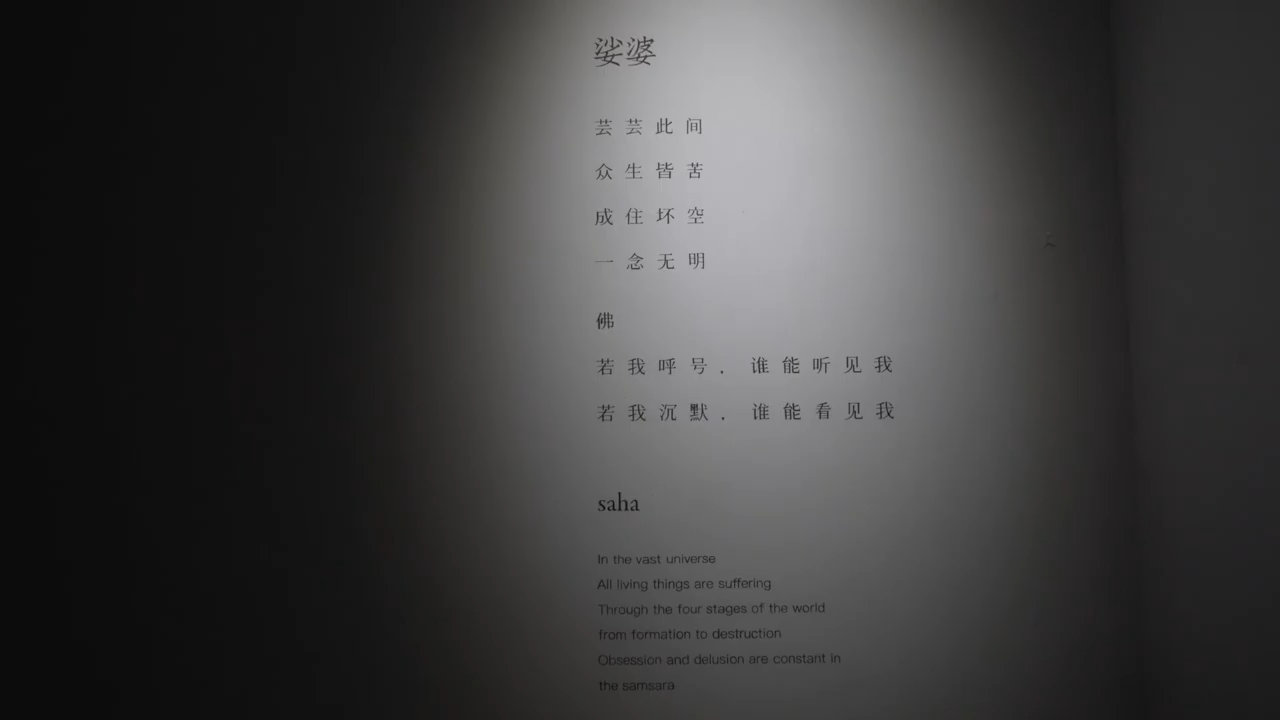 娑婆
芸芸此间
众生皆苦
成住坏空
一念无明
佛
若我呼号． 谁能听见我
若我沉默． 谁能看见我
saha
In the vast universe
All living things are suffering
Through the four stages of the world
from formation to destruction
Obsession and delusion are constant in
the samsara